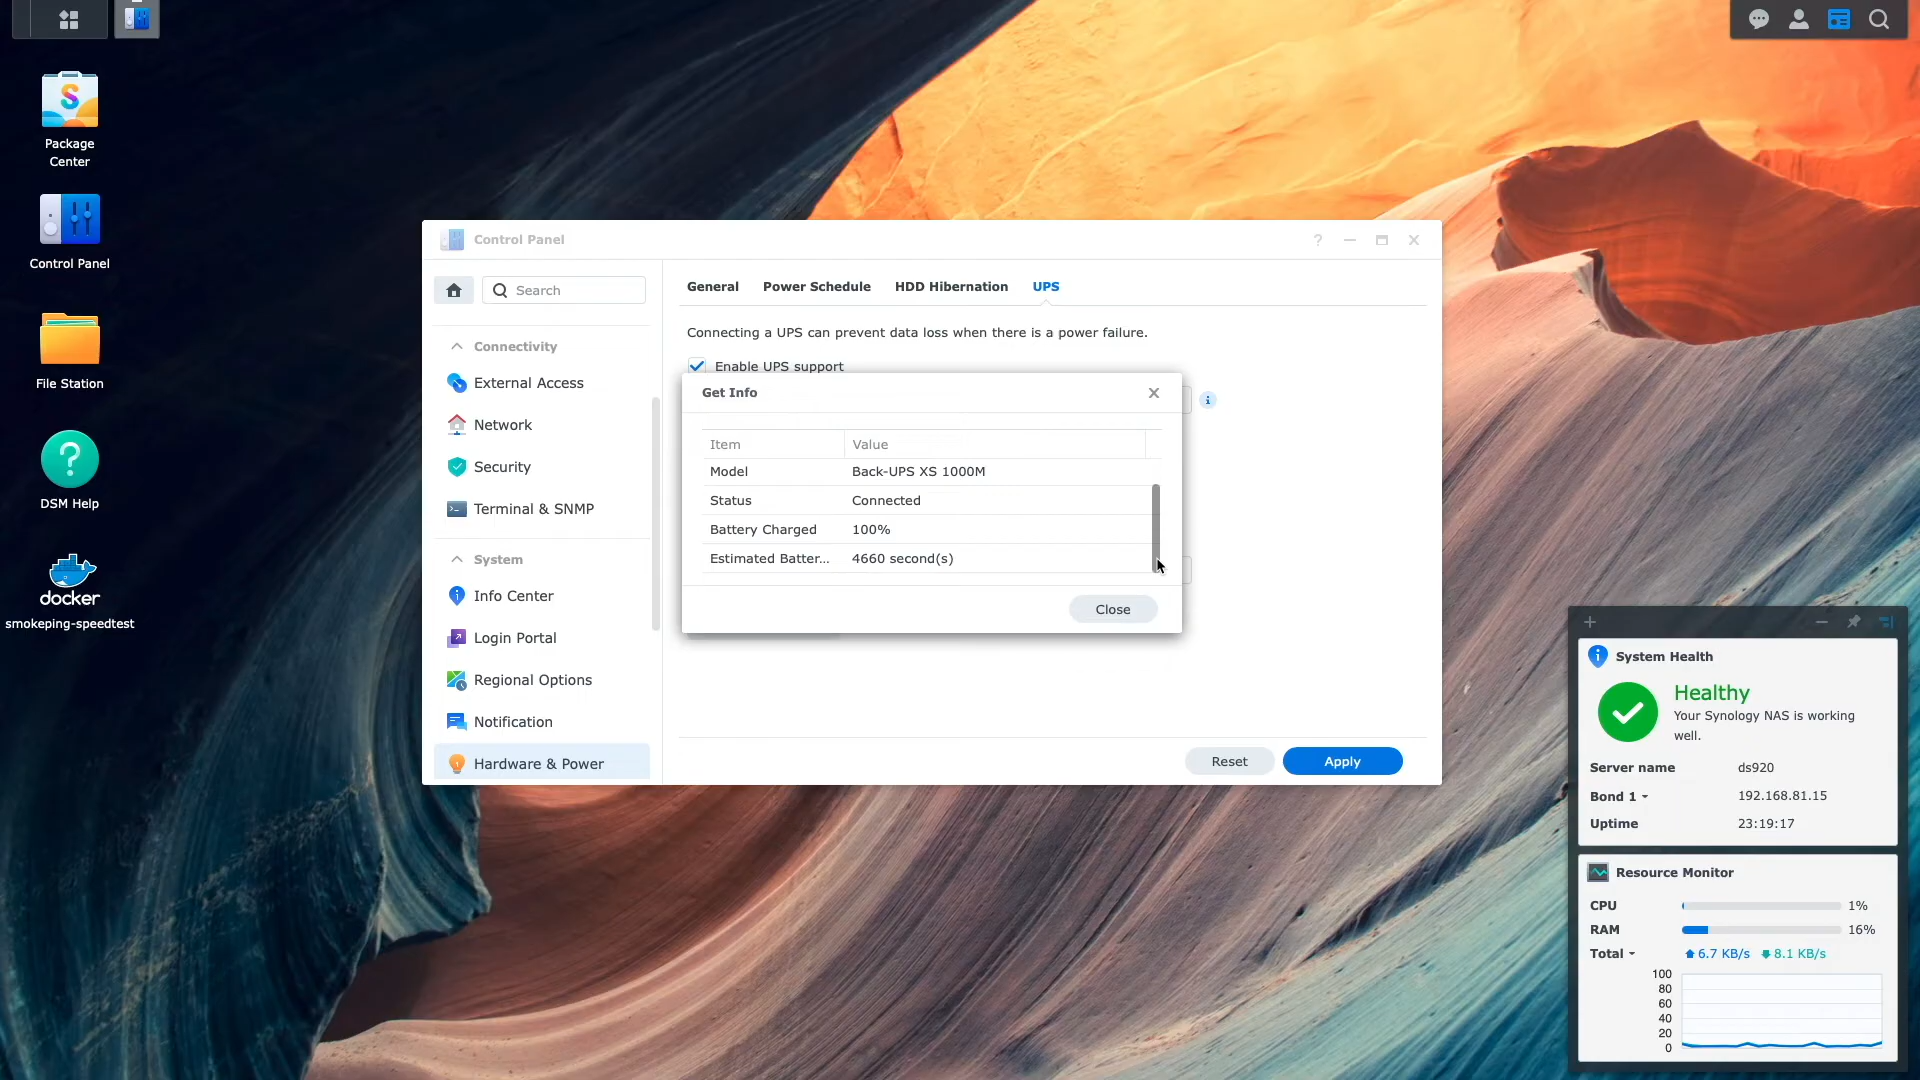 Package
Center
Control Panel
File Station
?
DSM Help
docker
smokeping-speedtest
Control Panel
?
Search
Connectivity
External Access
Network
Security
Terminal & SNMP
System
Info Center
Login Portal
Regional Options
Notification
Hardware & Power
General Power Schedule HDD Hibernation UPS
Connecting a UPS can prevent data loss when there is a power failure.
Enable UPS support
Get Info
Item Value
Model Back-UPS XS 1000M
Status Connected
Battery Charged 100%
Estimated Batter... 4660 second(s)
Close
Reset Apply
System Health
Healthy
Your Synology NAS is working
well.
Server name ds920
Bond 1 192.168.81.15
Uptime 23:19:17
Resource Monitor
CPU 1%
RAM 16%
Total 6.7 KB/s 8.1 KB/s
100
80
60
40
20
0